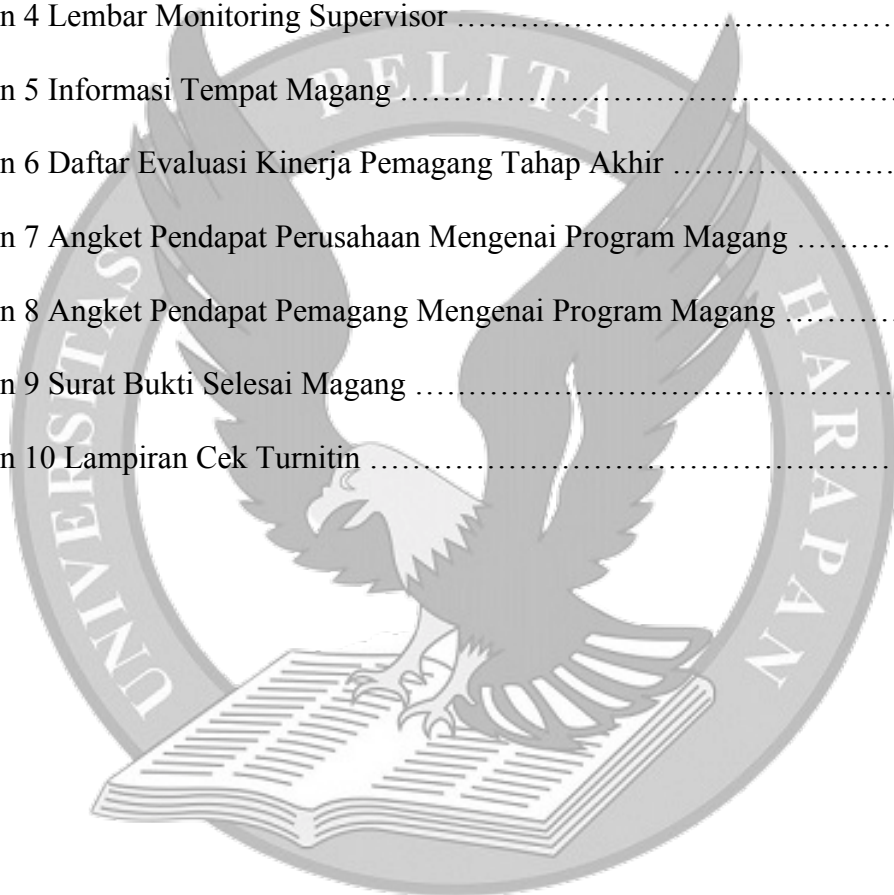 n 4 Lembar Monitoring Supervisor ……………………………………
n 5 Informasi Tempat Magang …………………………………………
n 6 Daftar Evaluasi Kinerja Pemagang Tahap Akhir …………………
n 7 Angket Pendapat Perusahaan Mengenai Program Magang ………
n 8 Angket Pendapat Pemagang Mengenai Program Magang …………
n 9 Surat Bukti Selesai Magang …………………………………………
n 10 Lampiran Cek Turnitin ………………………………………………
UNIVERSITAS PELITA HARAPAN